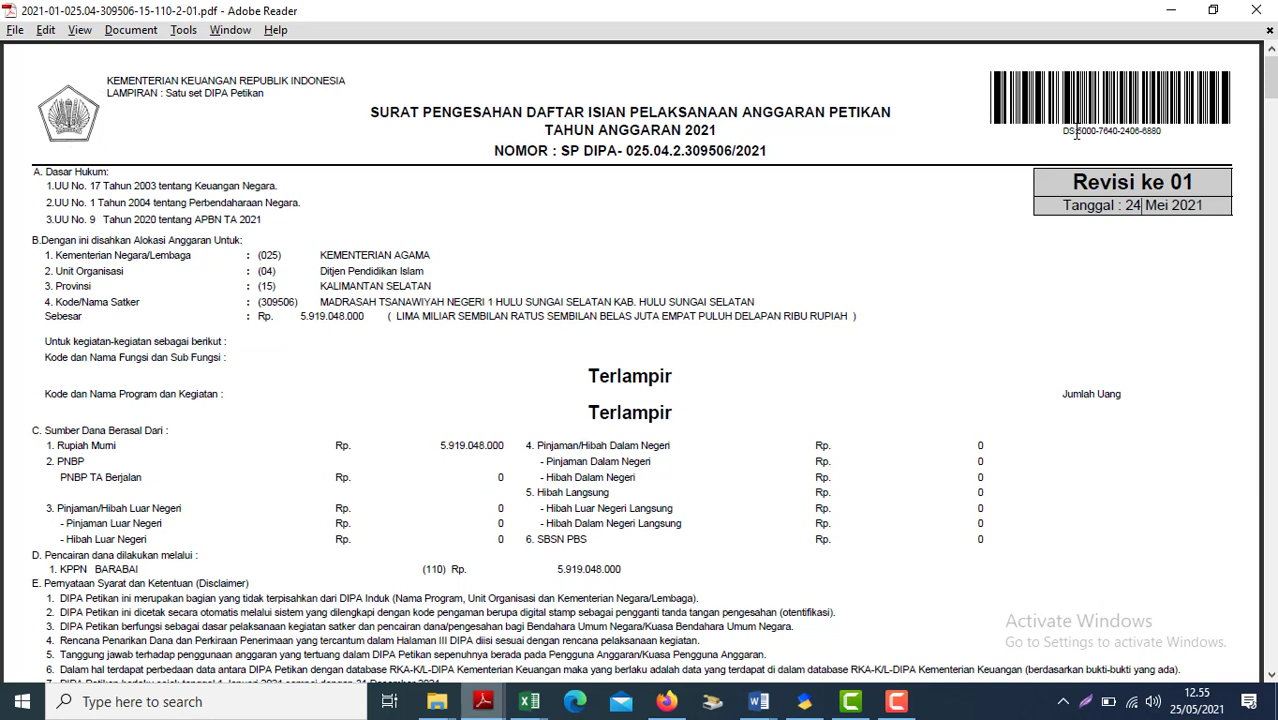 2021-01-025.04-309506-15-110-2-01.pdf - Adobe Reader
File Edit View Document Tools Window Help
KEMENTERIAN KEUANGAN REPUBLIK INDONESIA
LAMPIRAN : Satu set DIPA Petikan
SURAT PENGESAHAN DAFTAR ISIAN PELAKSANAAN ANGGARAN PETIKAN
TAHUN ANGGARAN 2021
NOMOR : SP DIPA- 025.04.2.309506/2021
DS:6000-7640-2406-6880
Revisi ke 01
Tanggal : 24 Mei 2021
A. Dasar Hukum:
1.UU No. 17 Tahun 2003 tentang Keuangan Negara.
2.UU No. 1 Tahun 2004 tentang Perbendaharaan Negara.
3.UU No. 9 Tahun 2020 tentang APBN TA 2021
B.Dengan ini disahkan Alokasi Anggaran Untuk:
1. Kementerian Negara/Lembaga : (025) KEMENTERIAN AGAMA
2. Unit Organisasi : (04) Ditjen Pendidikan Islam
3. Provinsi : (15) KALIMANTAN SELATAN
4. Kode/Nama Satker : (309506) MADRASAH TSANAWIYAH NEGERI 1 HULU SUNGAI SELATAN KAB. HULU SUNGAI SELATAN
Sebesar : Rp. 5.919.048.000 ( LIMA MILIAR SEMBILAN RATUS SEMBILAN BELAS JUTA EMPAT PULUH DELAPAN RIBU RUPIAH )
Untuk kegiatan-kegiatan sebagai berikut :
Kode dan Nama Fungsi dan Sub Fungsi :
Terlampir
Kode dan Nama Program dan Kegiatan : Jumlah Uang
Terlampir
C. Sumber Dana Berasal Dari :
1. Rupiah Murni Rp. 5.919.048.000 4. Pinjaman/Hibah Dalam Negeri Rp. 0
2. PNBP - Pinjaman Dalam Negeri Rp. 0
PNBP TA Berjalan Rp. 0 - Hibah Dalam Negeri Rp. 0
5. Hibah Langsung Rp. 0
3. Pinjaman/Hibah Luar Negeri Rp. 0 - Hibah Luar Negeri Langsung Rp. 0
- Pinjaman Luar Negeri Rp. 0 - Hibah Dalam Negeri Langsung Rp. 0
- Hibah Luar Negeri Rp. 0 6. SBSN PBS Rp. 0
D. Pencairan dana dilakukan melalui :
1. KPPN BARABAI (110) Rp. 5.919.048.000
E. Pernyataan Syarat dan Ketentuan (Disclaimer)
1. DIPA Petikan ini merupakan bagian yang tidak terpisahkan dari DIPA Induk (Nama Program, Unit Organisasi dan Kementerian Negara/Lembaga).
2. DIPA Petikan ini dicetak secara otomatis melalui sistem yang dilengkapi dengan kode pengaman berupa digital stamp sebagai pengganti tanda tangan pengesahan (otentifikasi).
3. DIPA Petikan berfungsi sebagai dasar pelaksanaan kegiatan satker dan pencairan dana/pengesahan bagi Bendahara Umum Negara/Kuasa Bendahara Umum Negara.
4. Rencana Penarikan Dana dan Perkiraan Penerimaan yang tercantum dalam Halaman III DIPA diisi sesuai dengan rencana pelaksanaan kegiatan.
5. Tanggung jawab terhadap penggunaan anggaran yang tertuang dalam DIPA Petikan sepenuhnya berada pada Pengguna Anggaran/Kuasa Pengguna Anggaran.
6. Dalam hal terdapat perbedaan data antara DIPA Petikan dengan database RKA-K/L-DIPA Kementerian Keuangan maka yang berlaku adalah data yang terdapat di dalam database RKA-K/L-DIPA Kementerian Keuangan (berdasarkan bukti-bukti yang ada).
7. DIPA Petikan berlaku sejak tanggal 1 Januari 2021 sampai dengan 31 Desember
Activate Windows
Go to Settings to activate Windows.
Type here to search
12.55
25/05/2021